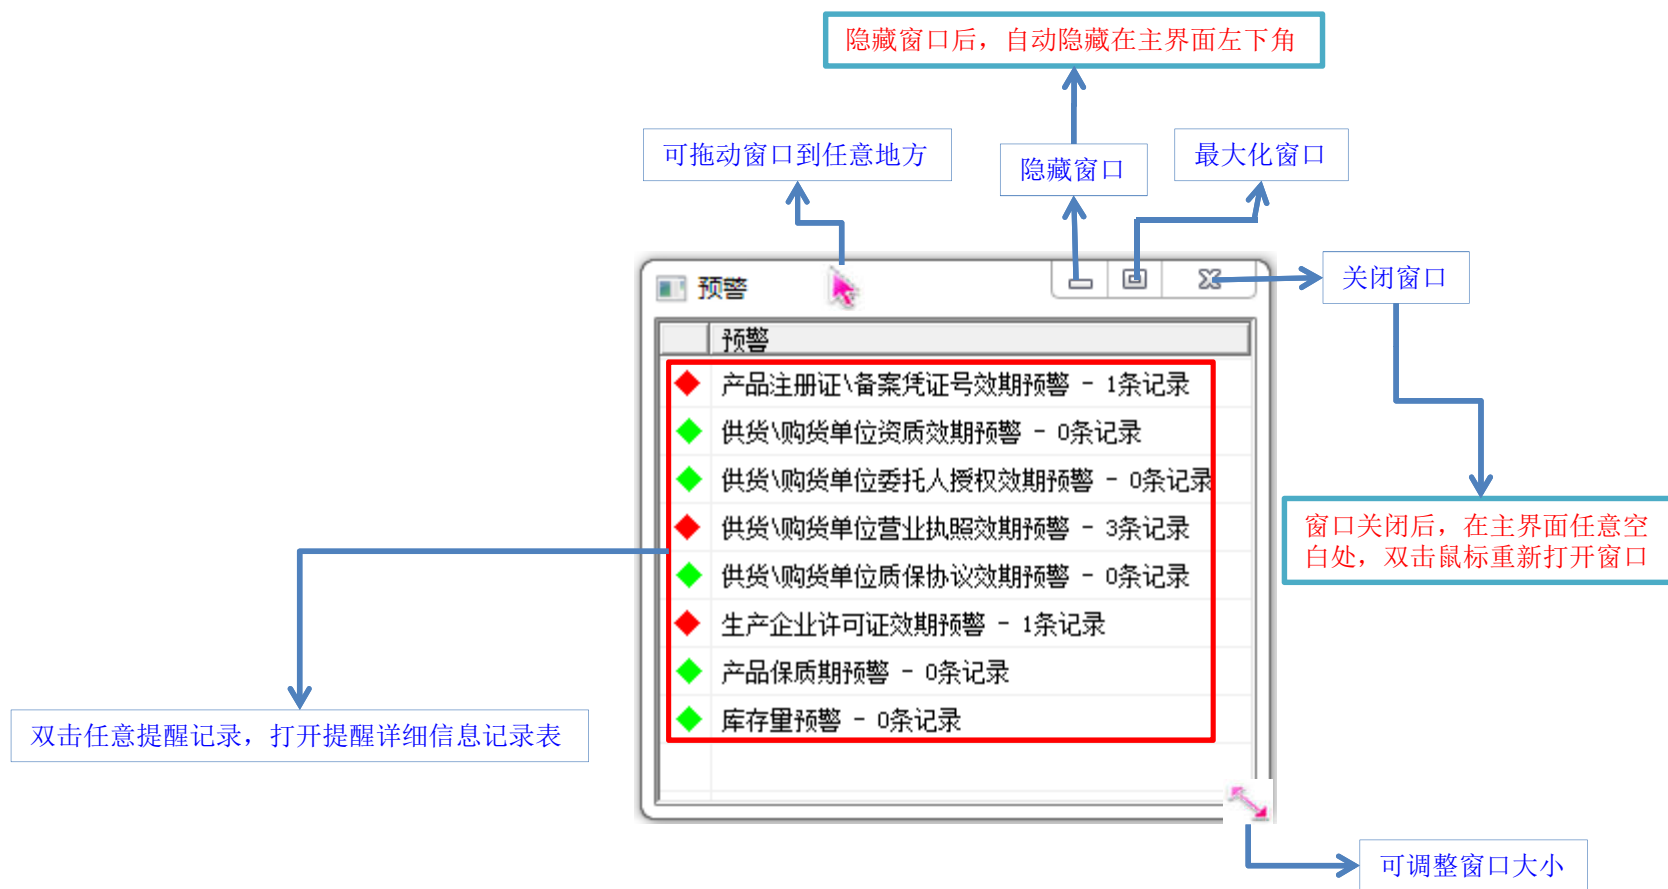 隐藏窗口后，自动隐藏在主界面左下角
可拖动窗口到任意地方
隐藏窗口
最大化窗口
预警
关闭窗口
预警
产品注册证\备案凭证号效期预警 - 1条记录
供货\购货单位资质效期预警 - 0条记录
供货\购货单位委托人授权效期预警 - 0条记录
供货\购货单位营业执照效期预警 - 3条记录
供货\购货单位质保协议效期预警 - 0条记录
生产企业许可证效期预警 - 1条记录
产品保质期预警 - 0条记录
库存量预警 - 0条记录
窗口关闭后，在主界面任意空
白处，双击鼠标重新打开窗口
双击任意提醒记录，打开提醒详细信息记录表
可调整窗口大小